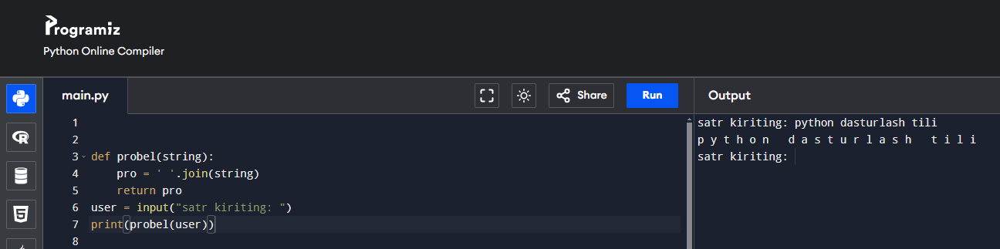 Programiz
Python Online Compiler
main.py
Share
Run
Output
1
2
3 def probel(string):
4     pro = ' '.join(string)
5     return pro
6 user = input("satr kiriting: ")
7 print(probel(user))
8
satr kiriting: python dasturlash tili
p y t h o n   d a s t u r l a s h   t i l i
satr kiriting: